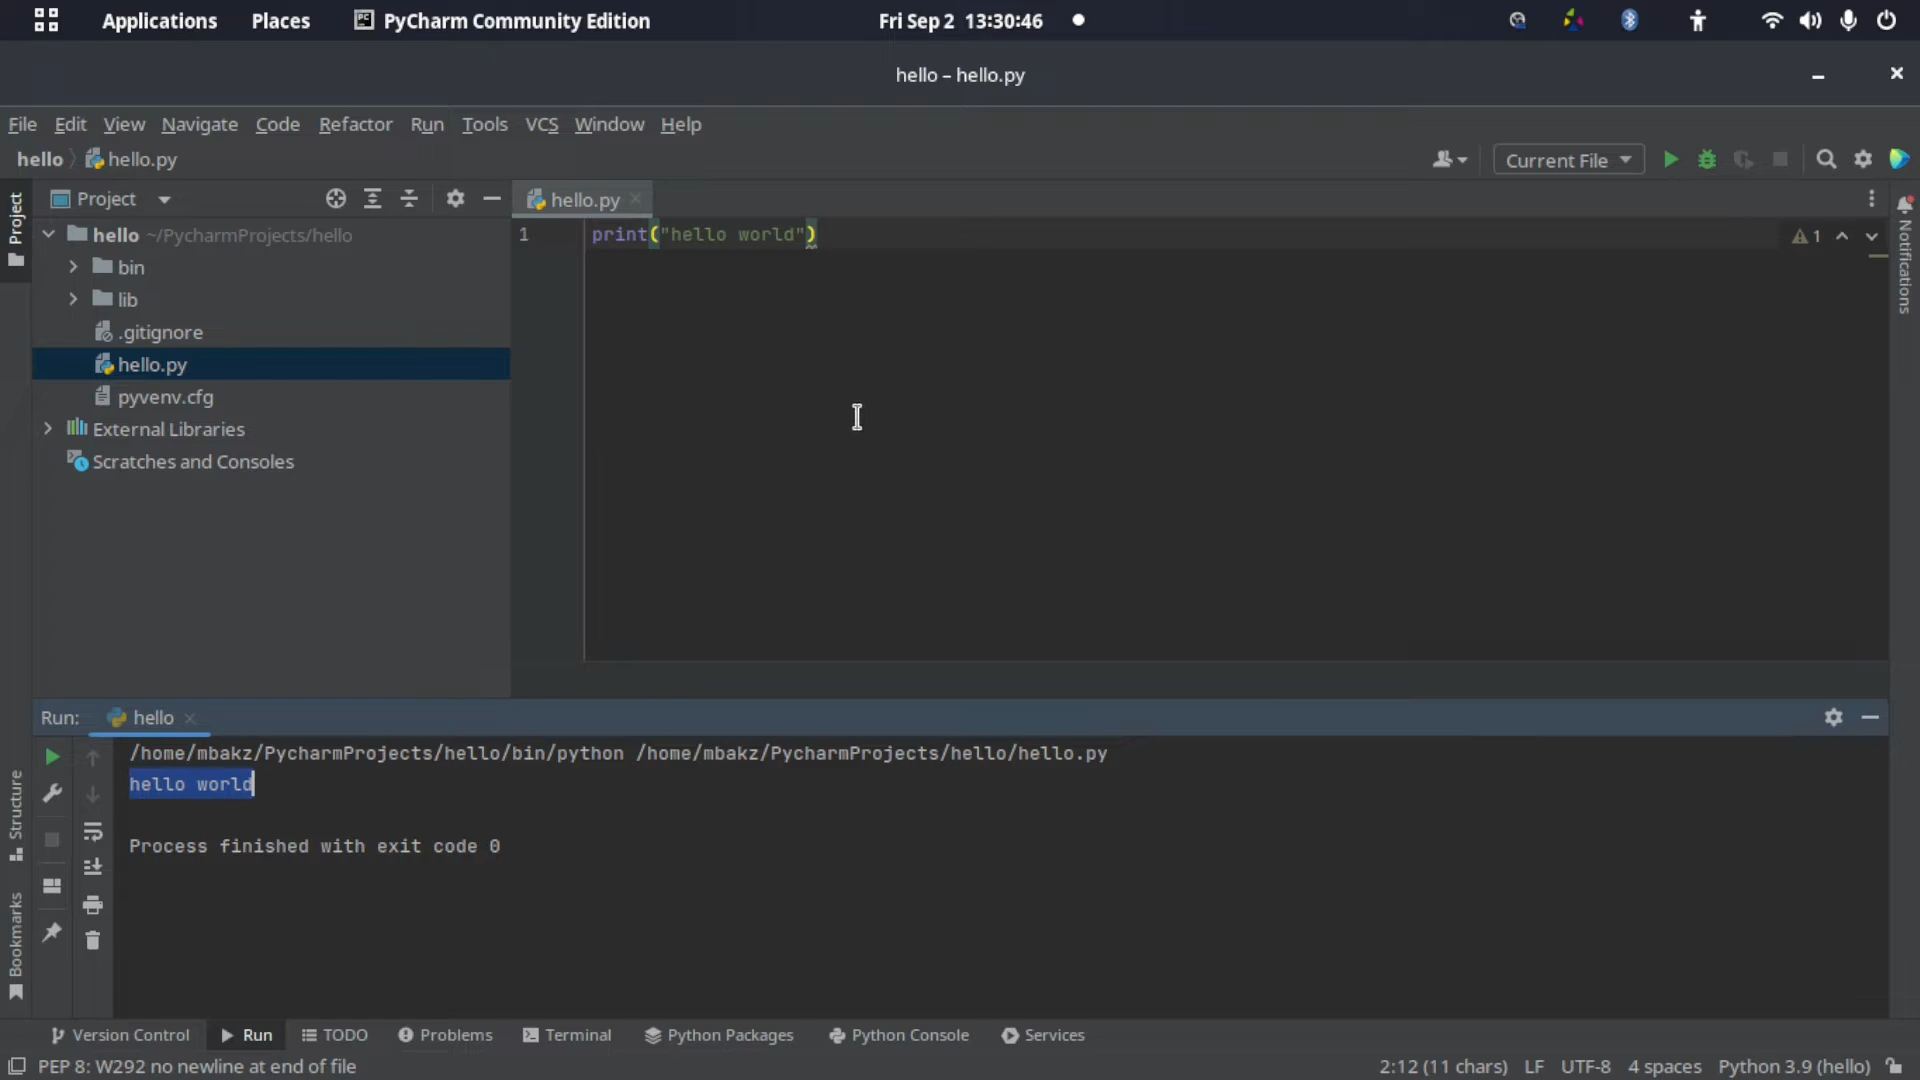 Applications Places PyCharm Community Edition Fri Sep 2 13:30:46
hello – hello.py
File Edit View Navigate Code Refactor Run Tools VCS Window Help
hello hello.py Current File
Project
Project
hello.py
hello ~/PycharmProjects/hello
1 print("hello world")
1
bin
lib
.gitignore
hello.py
pyvenv.cfg
External Libraries
Scratches and Consoles
Notifications
Run: hello
/home/mbakz/PycharmProjects/hello/bin/python /home/mbakz/PycharmProjects/hello/hello.py
hello world
Process finished with exit code 0
Structure
Bookmarks
Version Control Run TODO Problems Terminal Python Packages Python Console Services
PEP 8: W292 no newline at end of file 2:12 (11 chars) LF UTF-8 4 spaces Python 3.9 (hello)